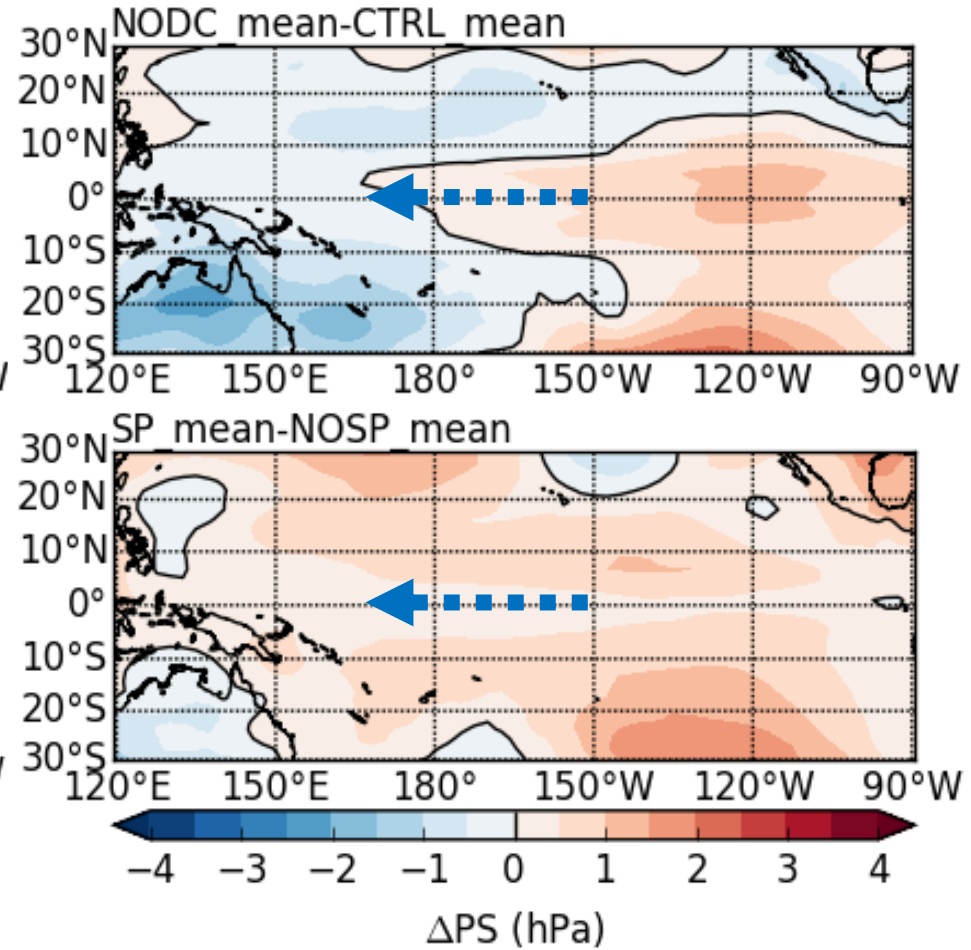 NODC_mean-CTRL_mean
30°N
20°N
10°N
0°
10°S
20°S
30°S
120°E 150°E 180° 150°W 120°W 90°W
SP_mean-NOSP_mean
30°N
20°N
10°N
0°
10°S
20°S
30°S
120°E 150°E 180° 150°W 120°W 90°W
−4 −3 −2 −1 0 1 2 3 4
ΔPS (hPa)